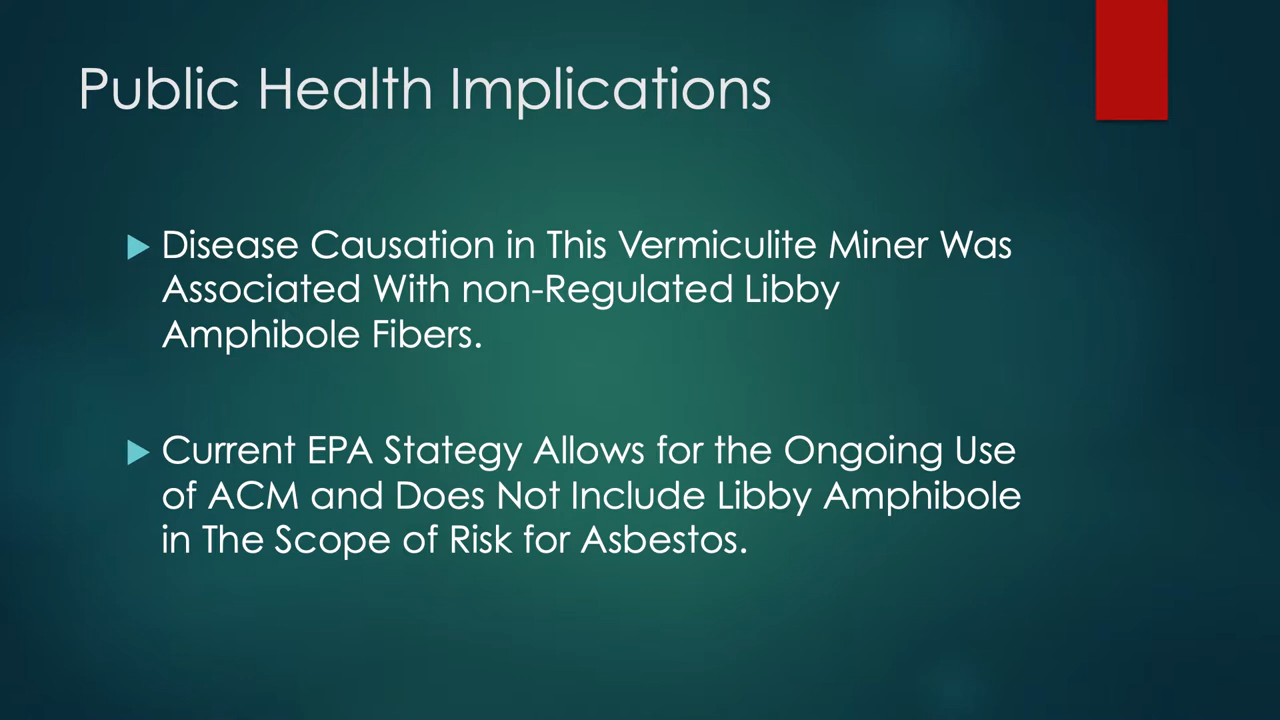 Public Health Implications
Disease Causation in This Vermiculite Miner Was
Associated With non-Regulated Libby
Amphibole Fibers.
Current EPA Stategy Allows for the Ongoing Use
of ACM and Does Not Include Libby Amphibole
in The Scope of Risk for Asbestos.